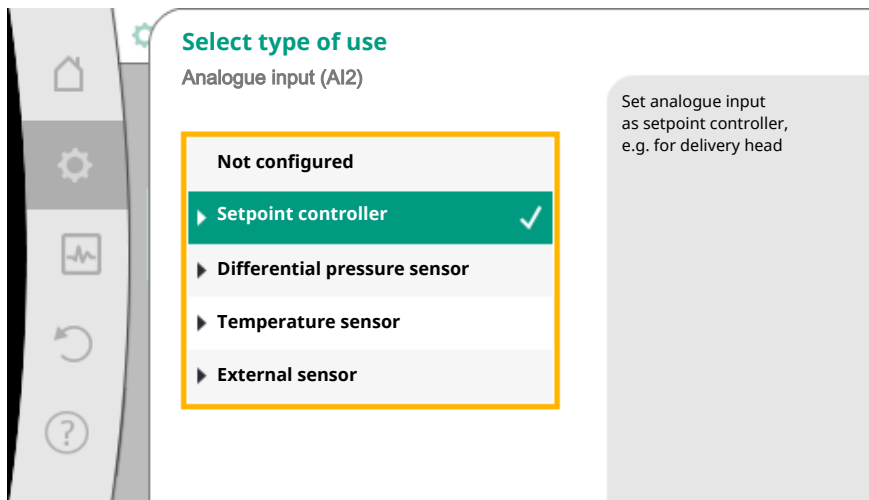 Select type of use
Analogue input (AI2)
Not configured
Setpoint controller
Differential pressure sensor
Temperature sensor
External sensor
Set analogue input
as setpoint controller,
e.g. for delivery head
?